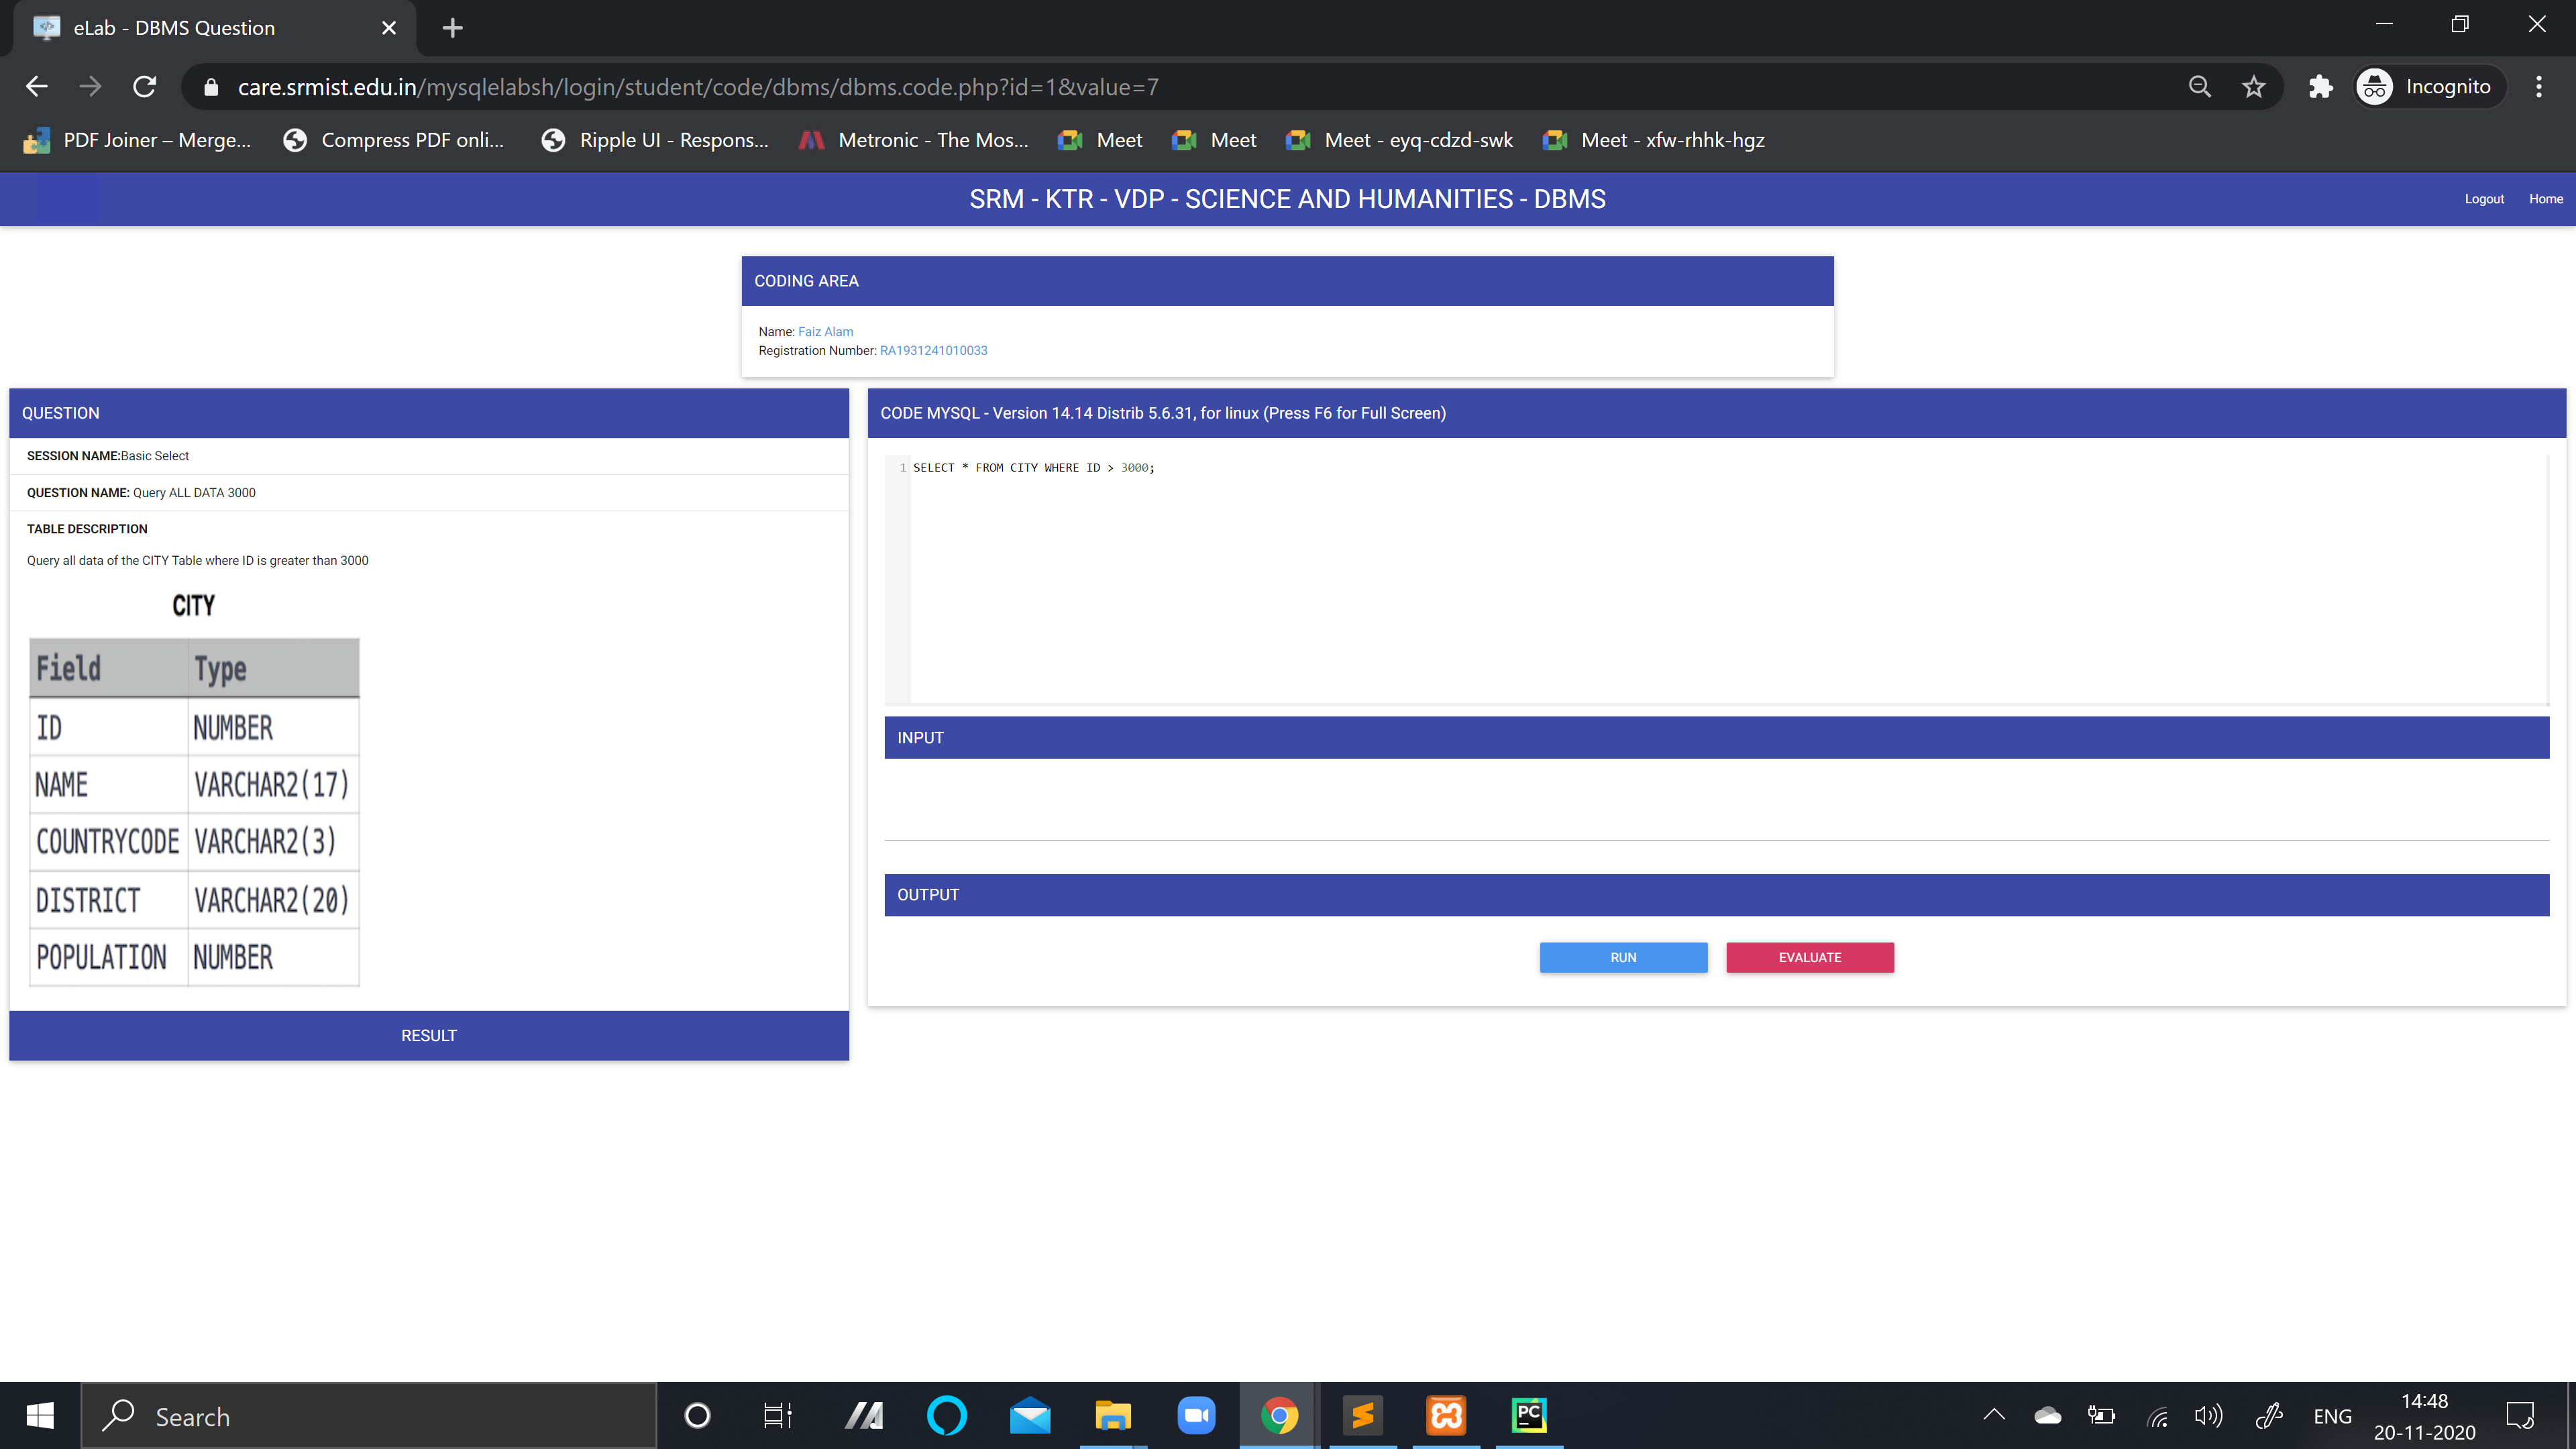 eLab - DBMS Question
care.srmist.edu.in/mysqlelabsh/login/student/code/dbms/dbms.code.php?id=1&value=7
Incognito
PDF Joiner – Merge...
Compress PDF onli...
Ripple UI - Respons...
Metronic - The Mos...
Meet
Meet
Meet - eyq-cdzd-swk
Meet - xfw-rhhk-hgz
SRM - KTR - VDP - SCIENCE AND HUMANITIES - DBMS
Logout
Home
CODING AREA
Name: Faiz Alam
Registration Number: RA1931241010033
QUESTION
SESSION NAME:Basic Select
QUESTION NAME: Query ALL DATA 3000
TABLE DESCRIPTION
Query all data of the CITY Table where ID is greater than 3000
CITY
Field Type
ID NUMBER
NAME VARCHAR2(17)
COUNTRYCODE VARCHAR2(3)
DISTRICT VARCHAR2(20)
POPULATION NUMBER
RESULT
CODE MYSQL - Version 14.14 Distrib 5.6.31, for linux (Press F6 for Full Screen)
1 SELECT * FROM CITY WHERE ID > 3000;
INPUT
OUTPUT
RUN
EVALUATE
Search
PC
ENG
14:48
20-11-2020